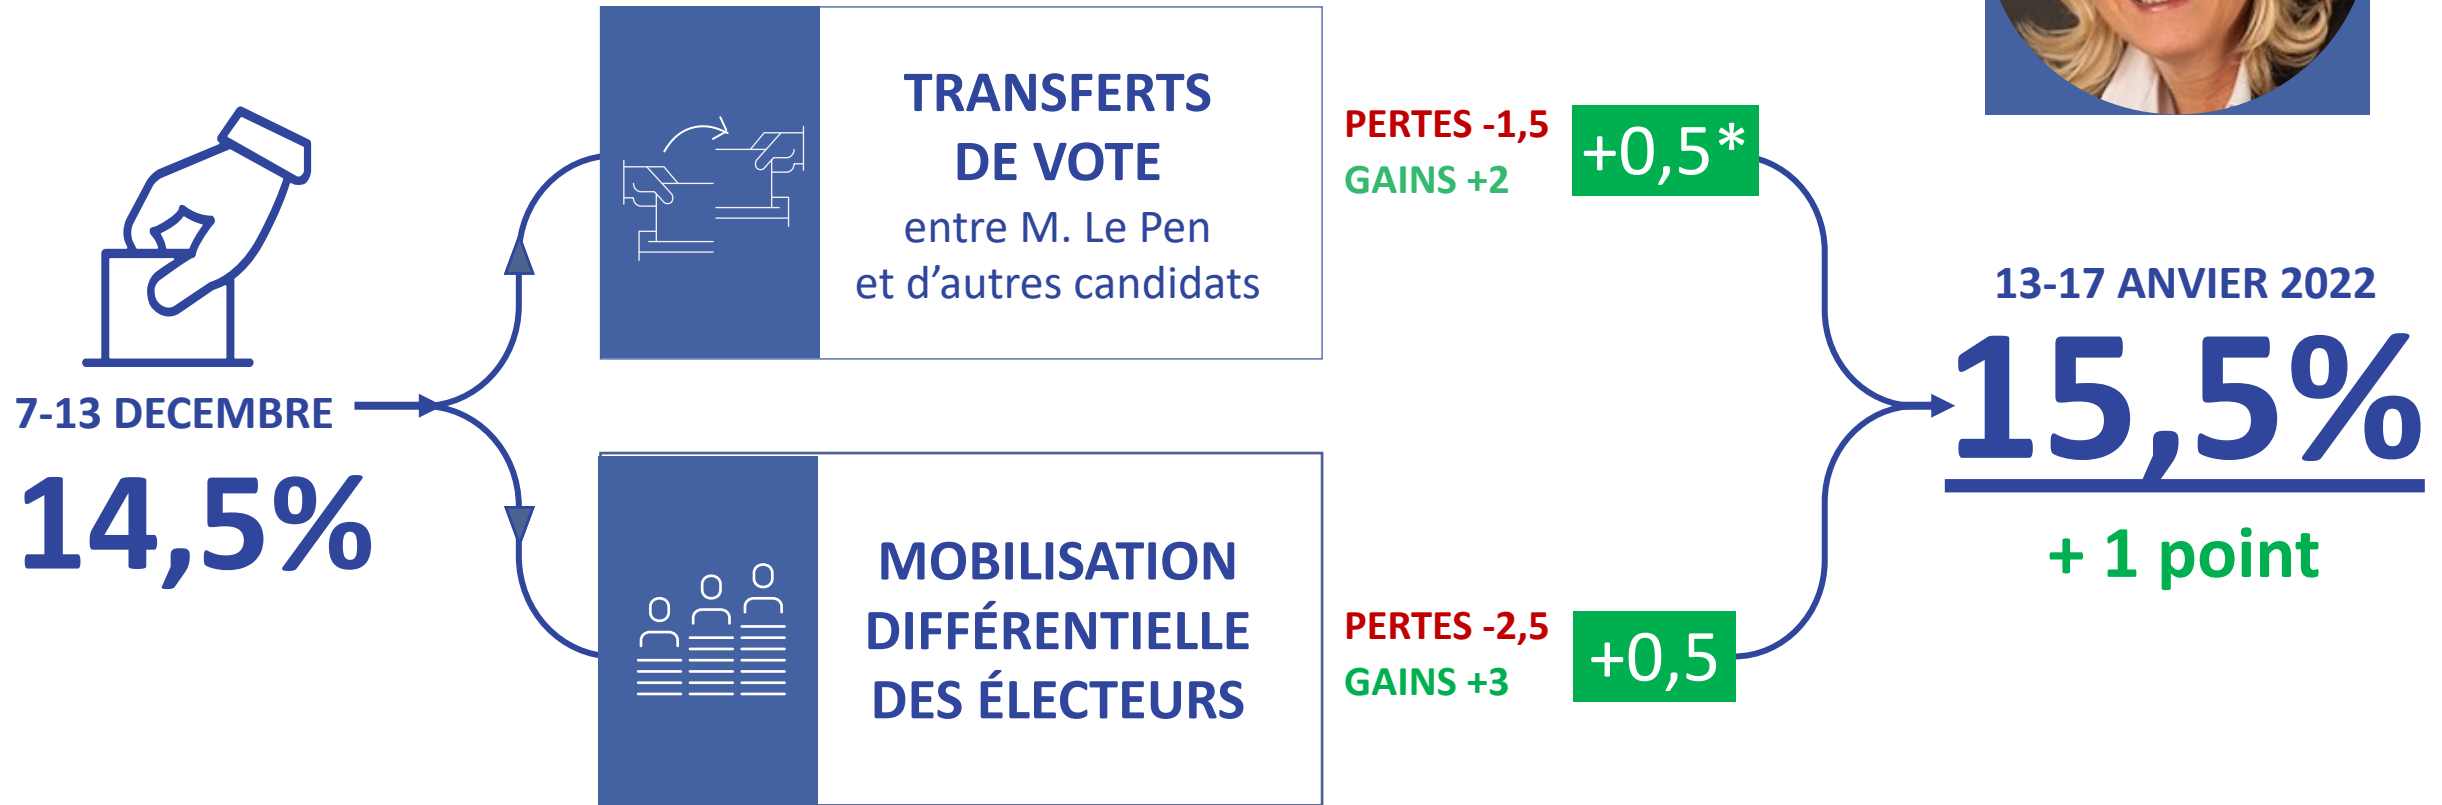 7-13 DECEMBRE
14,5%
TRANSFERTS
DE VOTE
entre M. Le Pen
et d’autres candidats
PERTES -1,5
GAINS +2
+0,5*
MOBILISATION
DIFFÉRENTIELLE
DES ÉLECTEURS
PERTES -2,5
GAINS +3
+0,5
13-17 ANVIER 2022
15,5%
+ 1 point